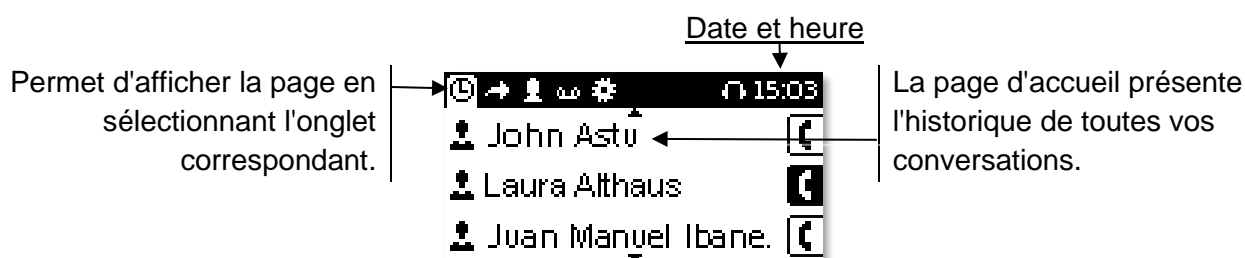 Date et heure
Permet d'afficher la page en
sélectionnant l'onglet
correspondant.
15:03
John Astu
Laura Althaus
Juan Manuel Ibane.
La page d'accueil présente
l'historique de toutes vos
conversations.